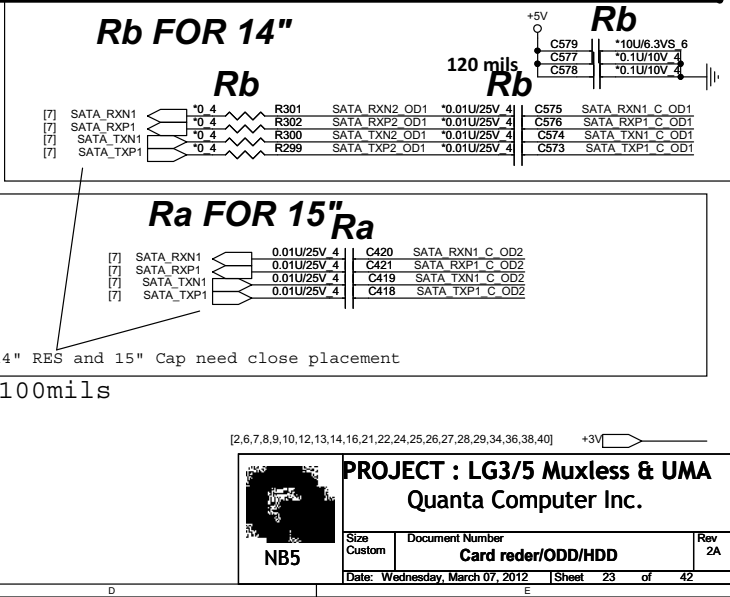 Rb FOR 14"
+5V
Rb
C579 *10U/6.3VS_6
C577 *0.1U/10V_4
C578 *0.1U/10V_4
120 mils
Rb
Rb
[7] SATA_RXN1 *0_4 R301 SATA_RXN2_OD1 *0.01U/25V_4 C575 SATA_RXN1_C_OD1
[7] SATA_RXP1 *0_4 R302 SATA_RXP2_OD1 *0.01U/25V_4 C576 SATA_RXP1_C_OD1
[7] SATA_TXN1 *0_4 R300 SATA_TXN2_OD1 *0.01U/25V_4 C574 SATA_TXN1_C_OD1
[7] SATA_TXP1 *0_4 R299 SATA_TXP2_OD1 *0.01U/25V_4 C573 SATA_TXP1_C_OD1
Ra FOR 15"
Ra
[7] SATA_RXN1 0.01U/25V_4 C420 SATA_RXN1_C_OD2
[7] SATA_RXP1 0.01U/25V_4 C421 SATA_RXP1_C_OD2
[7] SATA_TXN1 0.01U/25V_4 C419 SATA_TXN1_C_OD2
[7] SATA_TXP1 0.01U/25V_4 C418 SATA_TXP1_C_OD2
4" RES and 15" Cap need close placement
100mils
[2,6,7,8,9,10,12,13,14,16,21,22,24,25,26,27,28,29,34,36,38,40] +3V
PROJECT : LG3/5 Muxless & UMA
Quanta Computer Inc.
NB5
Size Document Number Rev
Custom Card reder/ODD/HDD 2A
Date: Wednesday, March 07, 2012 Sheet 23 of 42
D E